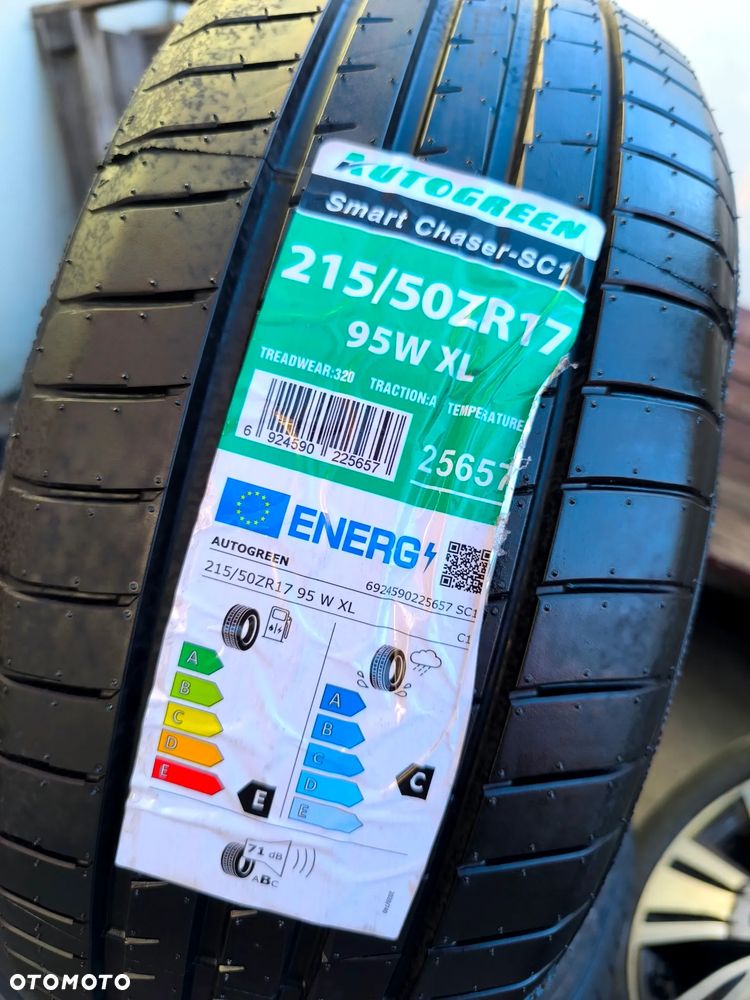 AUTOGREEN
Smart Chaser-SC1
215/50ZR17
95W XL
TREADWEAR:320 TRACTION:A TEMPERATURE
6 924590 225657
25657
ENERG
AUTOGREEN
6924590225657 SC1
215/50ZR17 95 W XL
C1
A
B
C
D
E
E
A
B
C
D
E
C
71 dB
ABC
OTOMOTO